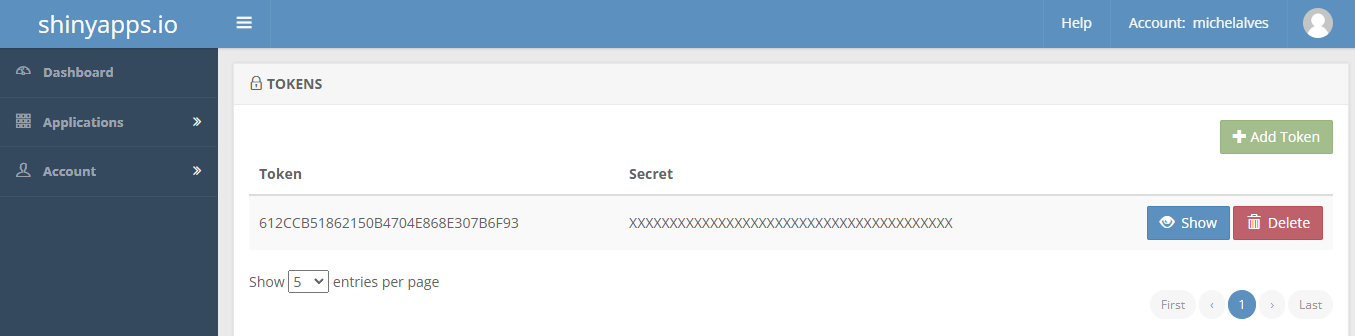 shinyapps.io
Help
Account: michelalves
Dashboard
Applications
Account
TOKENS
Add Token
Token Secret
612CCB51862150B4704E868E307B6F93 XXXXXXXXXXXXXXXXXXXXXXXXXXXXXXXXXXXXXXXX Show Delete
Show 5 entries per page
First ‹ 1 › Last